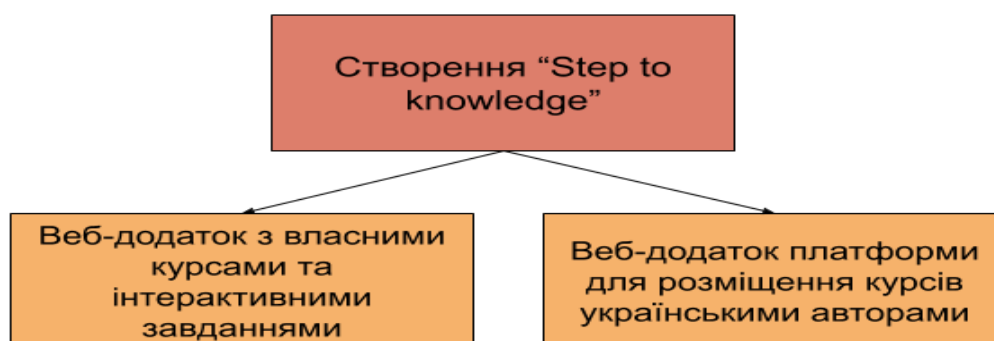 Створення “Step to
knowledge”
Веб-додаток з власними
курсами та
інтерактивними
завданнями
Веб-додаток платформи
для розміщення курсів
українськими авторами